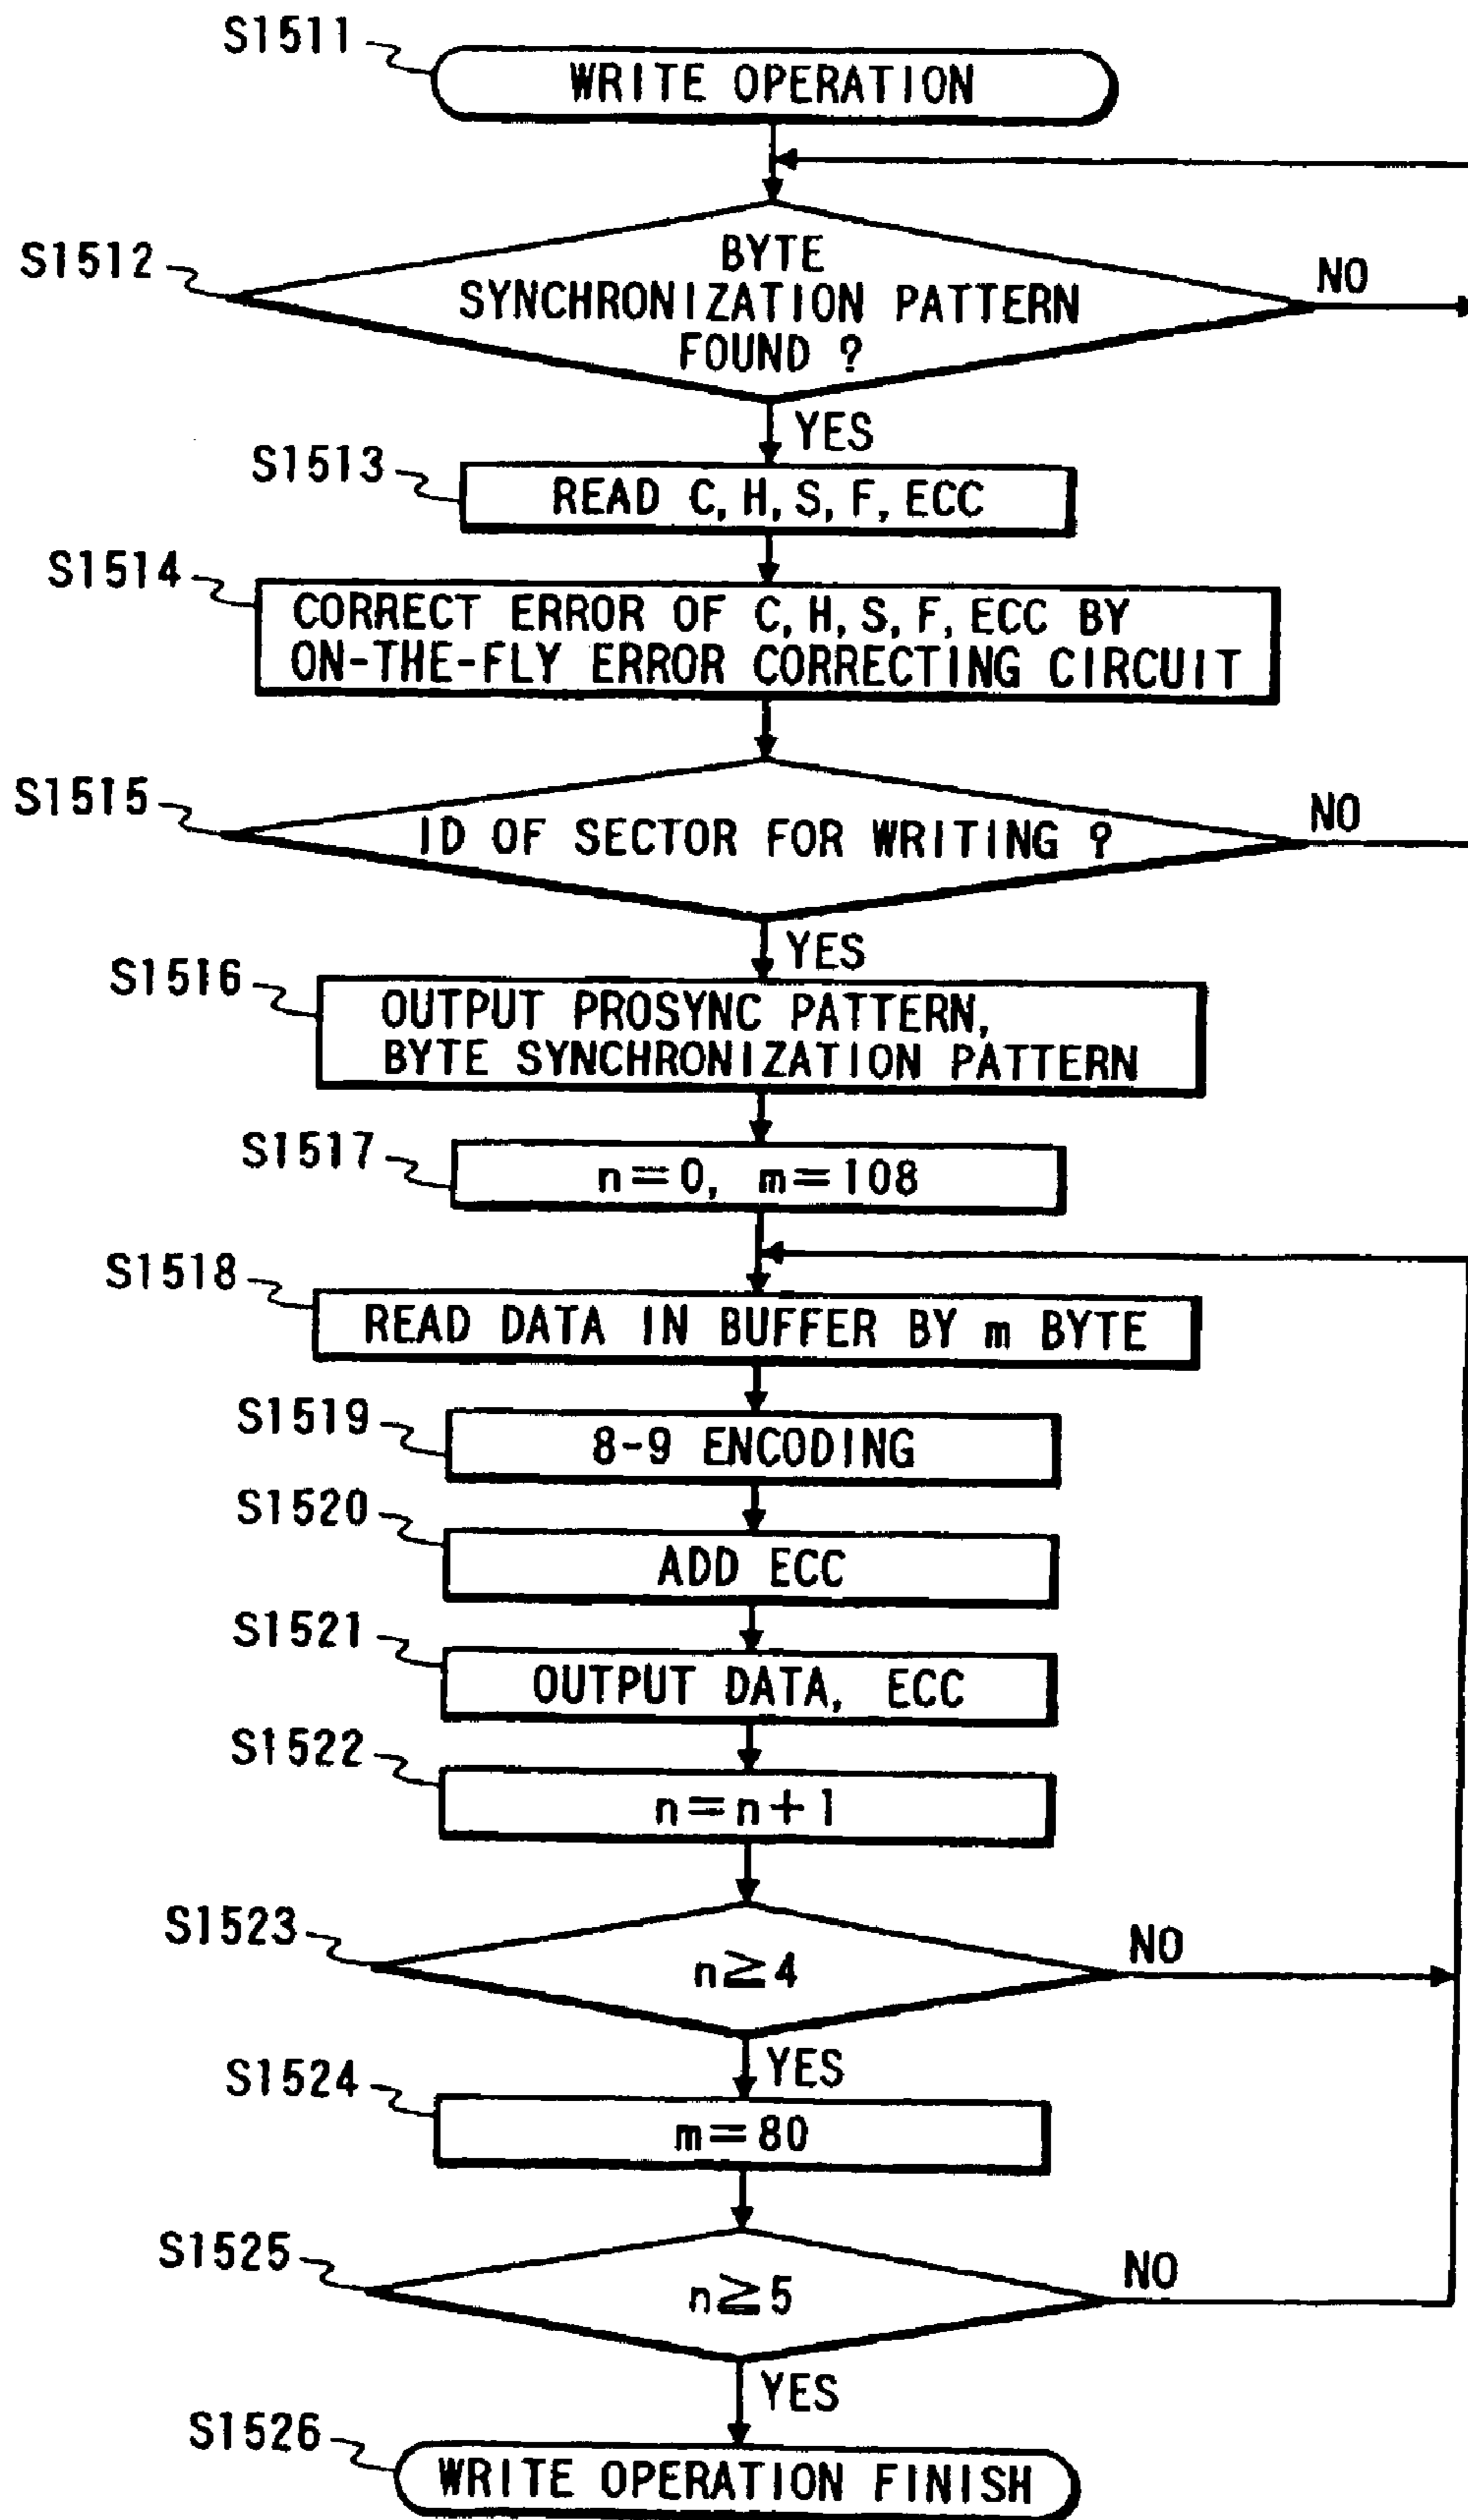 S1511
WRITE OPERATION
S1512
BYTE
SYNCHRONIZATION PATTERN
FOUND ?
NO
YES
S1513
READ C, H, S, F, ECC
S1514
CORRECT ERROR OF C, H, S, F, ECC BY
ON-THE-FLY ERROR CORRECTING CIRCUIT
S1515
ID OF SECTOR FOR WRITING ?
NO
YES
S1516
OUTPUT PROSYNC PATTERN,
BYTE SYNCHRONIZATION PATTERN
S1517
n=0, m=108
S1518
READ DATA IN BUFFER BY m BYTE
S1519
8-9 ENCODING
S1520
ADD ECC
S1521
OUTPUT DATA, ECC
S1522
n=n+1
S1523
n≧4
NO
YES
S1524
m=80
S1525
n≧5
NO
YES
S1526
WRITE OPERATION FINISH